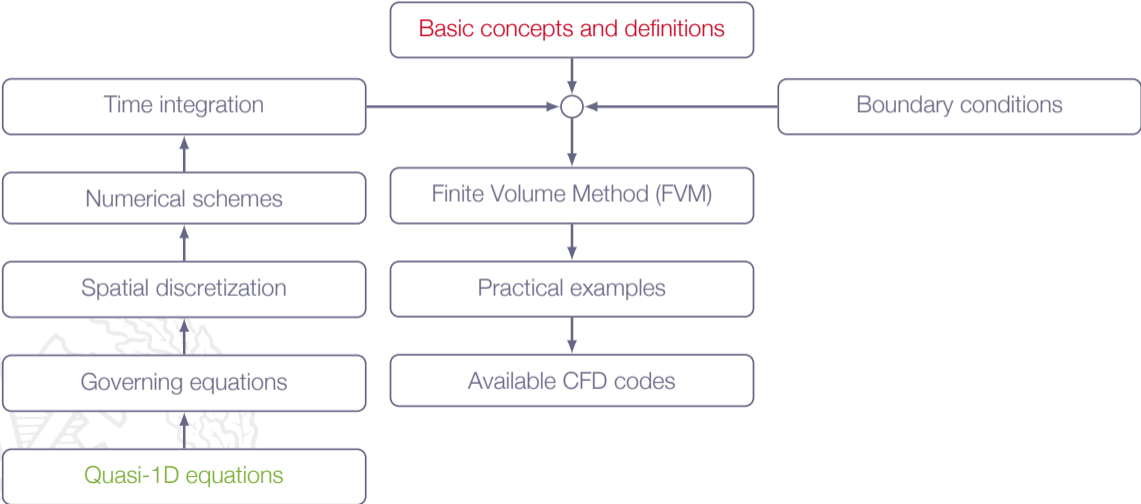 Basic concepts and definitions
Time integration
Boundary conditions
Numerical schemes
Finite Volume Method (FVM)
Spatial discretization
Practical examples
Governing equations
Available CFD codes
Quasi-1D equations